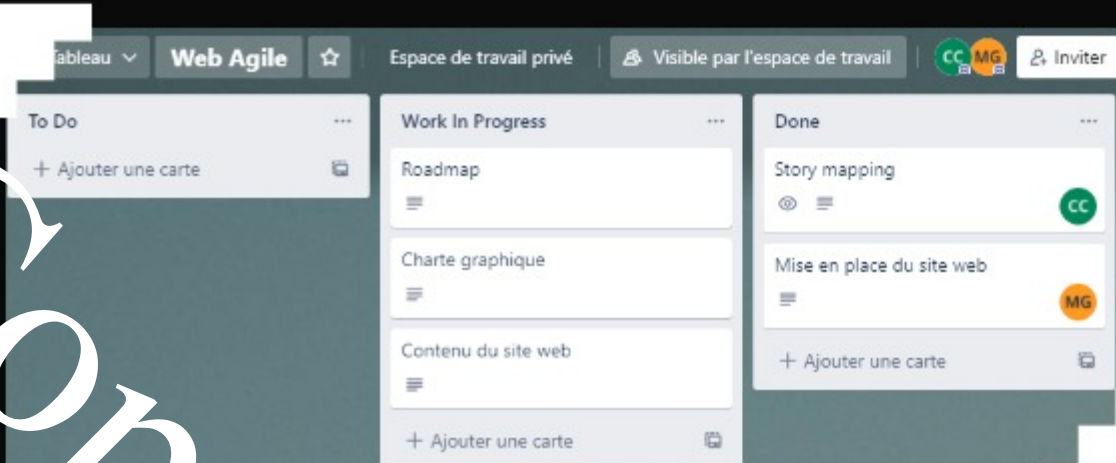 Tableau Web Agile Espace de travail privé Visible par l'espace de travail CC MG Inviter
To Do
+ Ajouter une carte
Work In Progress
Roadmap
Charte graphique
Contenu du site web
+ Ajouter une carte
Done
Story mapping
CC
Mise en place du site web
MG
+ Ajouter une carte